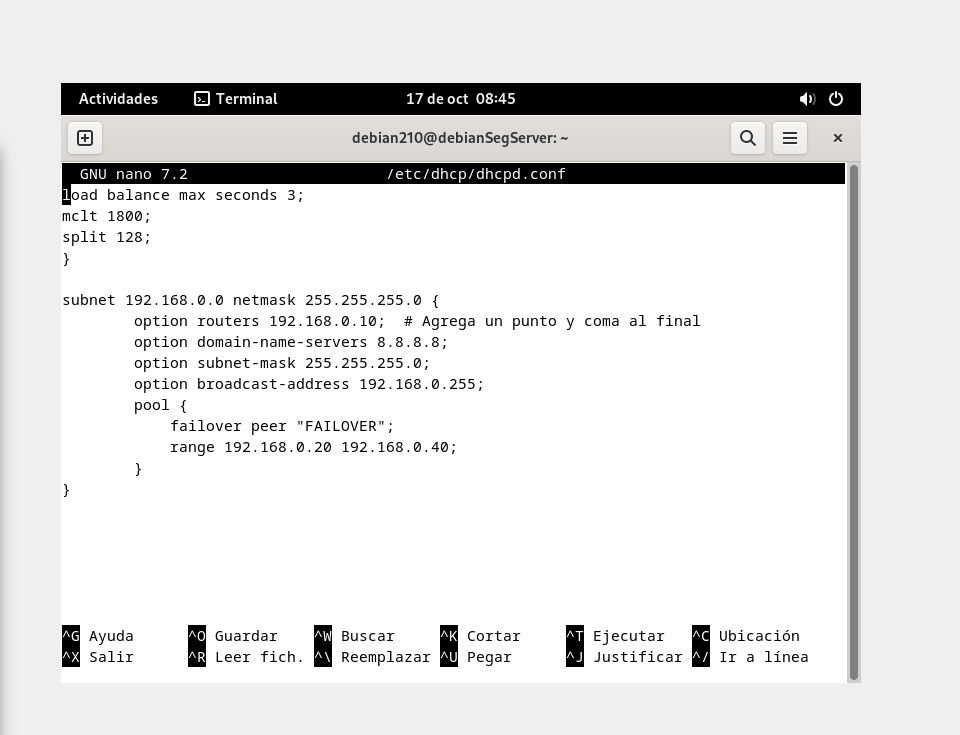 Actividades Terminal 17 de oct 08:45
debian210@debianSegServer: ~
GNU nano 7.2 /etc/dhcp/dhcpd.conf
load balance max seconds 3;
mclt 1800;
split 128;
}
subnet 192.168.0.0 netmask 255.255.255.0 {
option routers 192.168.0.10; # Agrega un punto y coma al final
option domain-name-servers 8.8.8.8;
option subnet-mask 255.255.255.0;
option broadcast-address 192.168.0.255;
pool {
failover peer "FAILOVER";
range 192.168.0.20 192.168.0.40;
}
}
^G Ayuda ^O Guardar ^W Buscar ^K Cortar ^T Ejecutar ^C Ubicación
^X Salir ^R Leer fich. ^\ Reemplazar ^U Pegar ^J Justificar ^/ Ir a línea